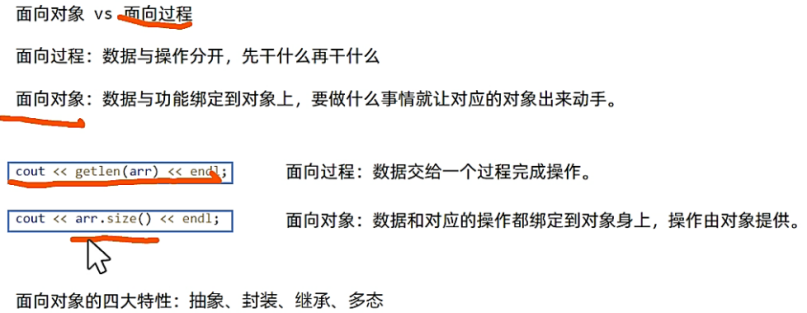 面向对象 vs 面向过程
面向过程：数据与操作分开，先干什么再干什么
面向对象：数据与功能绑定到对象上，要做什么事情就让对应的对象出来动手。
cout << getlen(arr) << endl; 面向过程：数据交给一个过程完成操作。
cout << arr.size() << endl; 面向对象：数据和对应的操作都绑定到对象身上，操作由对象提供。
面向对象的四大特性：抽象、封装、继承、多态